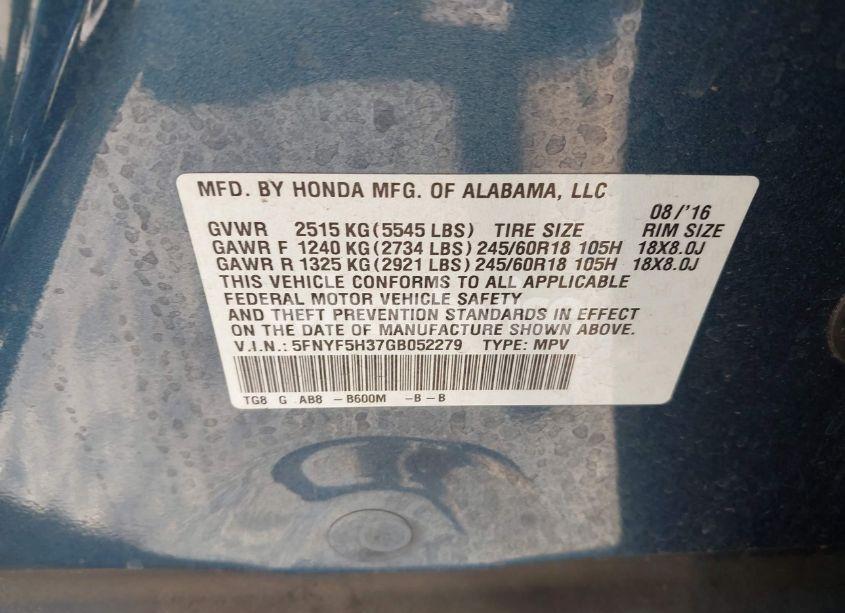 MFD. BY HONDA MFG. OF ALABAMA, LLC
08/'16
GVWR 2515 KG (5545 LBS) TIRE SIZE RIM SIZE
GAWR F 1240 KG (2734 LBS) 245/60R18 105H 18X8.0J
GAWR R 1325 KG (2921 LBS) 245/60R18 105H 18X8.0J
THIS VEHICLE CONFORMS TO ALL APPLICABLE
FEDERAL MOTOR VEHICLE SAFETY
AND THEFT PREVENTION STANDARDS IN EFFECT
ON THE DATE OF MANUFACTURE SHOWN ABOVE.
V.I.N.: 5FNYF5H37GB052279 TYPE: MPV
TG8 G AB8 -B600M -B-B